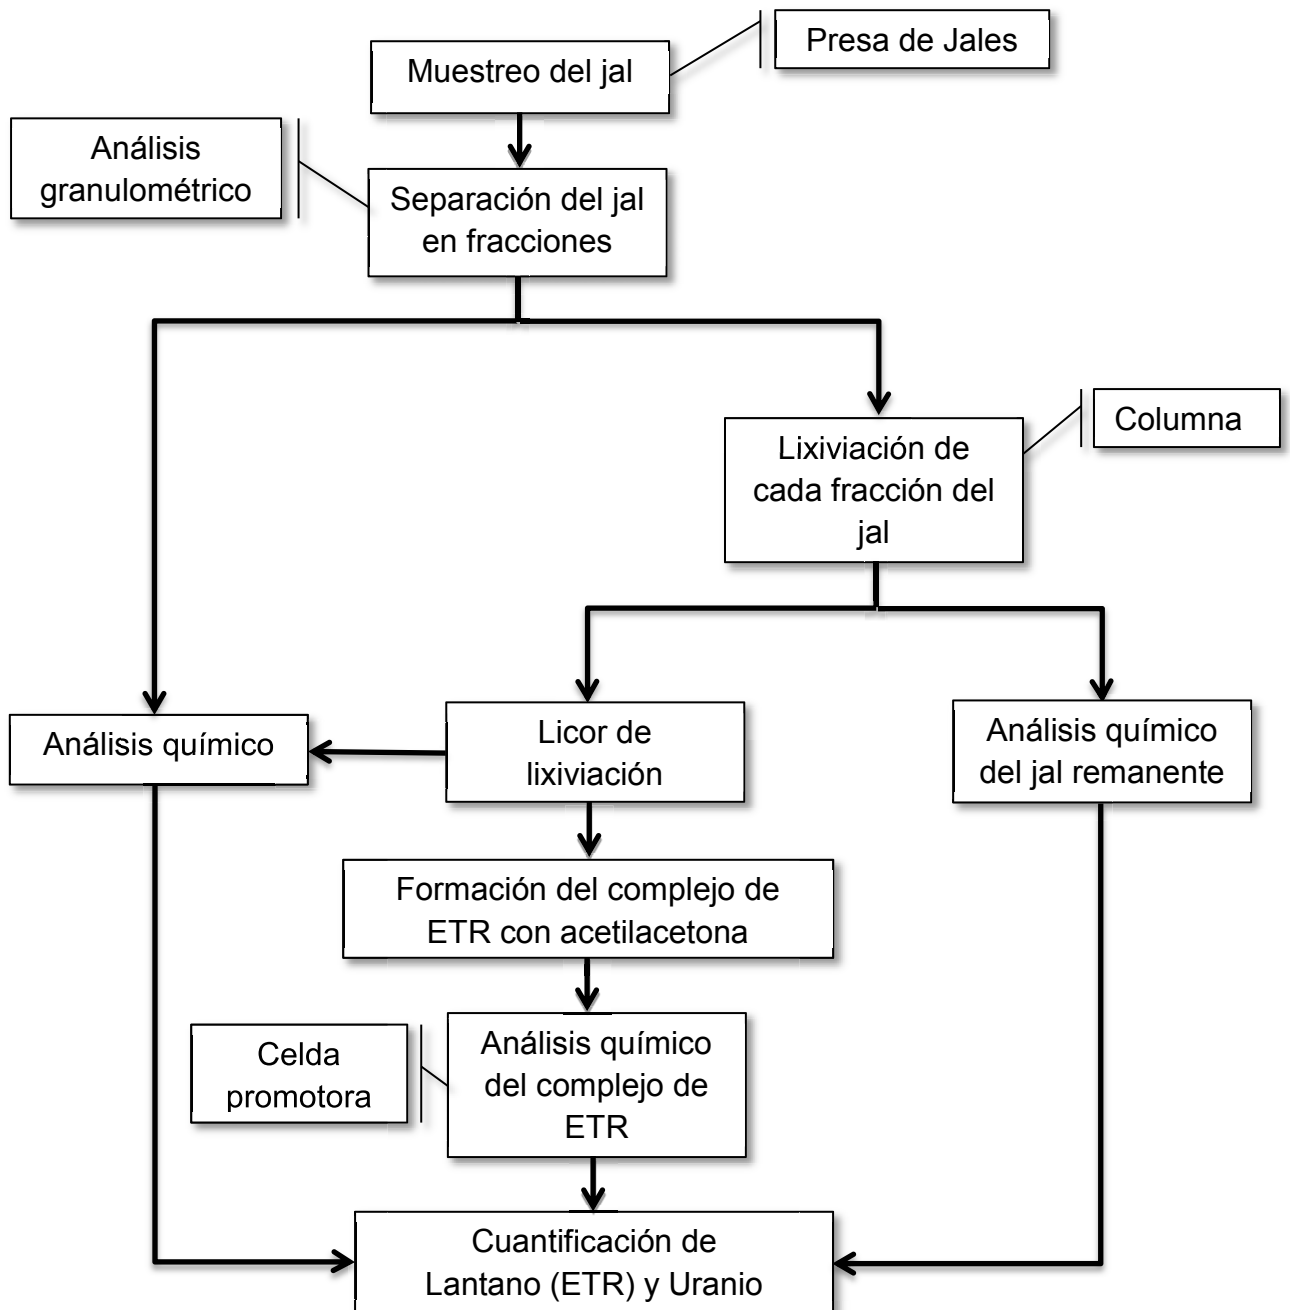 Presa de Jales
Muestreo del jal
Análisis
granulométrico
Separación del jal
en fracciones
Columna
Lixiviación de
cada fracción del
jal
Análisis químico
Licor de
lixiviación
Análisis químico
del jal remanente
Formación del complejo de
ETR con acetilacetona
Celda
promotora
Análisis químico
del complejo de
ETR
Cuantificación de
Lantano (ETR) y Uranio